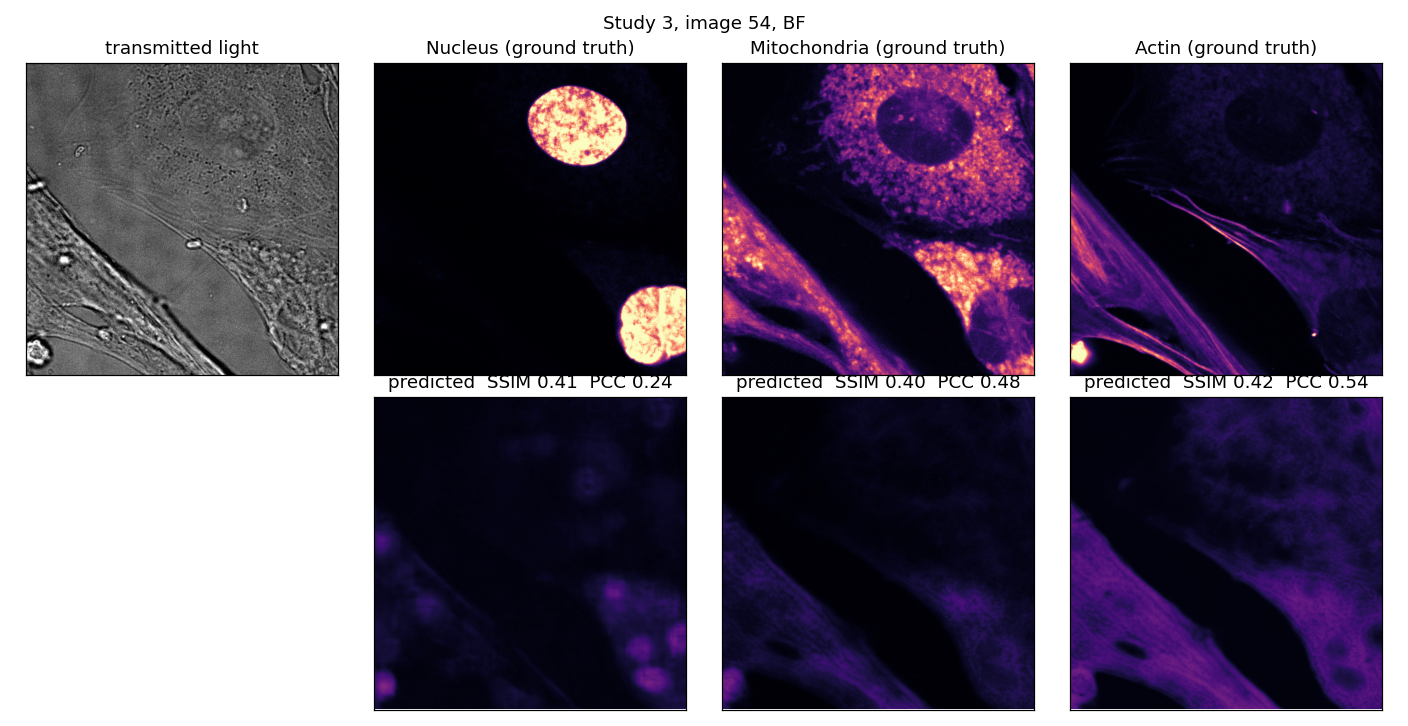 Study 3, image 54, BF
transmitted light
Nucleus (ground truth)
Mitochondria (ground truth)
Actin (ground truth)
predicted SSIM 0.41 PCC 0.24
predicted SSIM 0.40 PCC 0.48
predicted SSIM 0.42 PCC 0.54